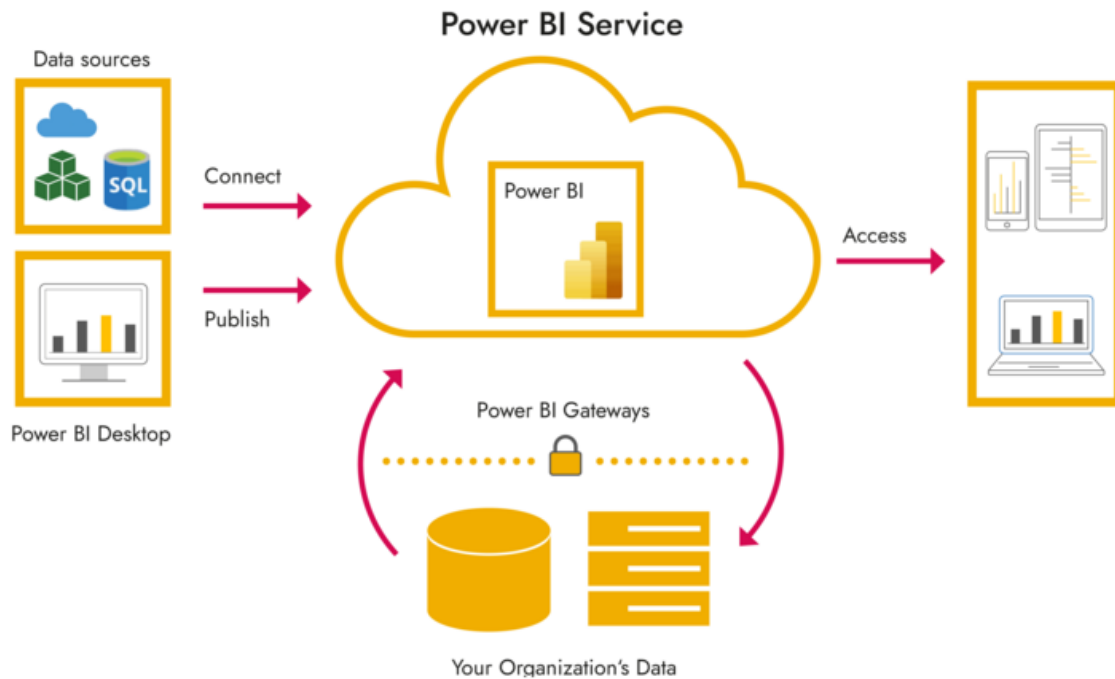 Power BI Service
Data sources
SQL
Connect
Publish
Power BI Desktop
Power BI
Access
Power BI Gateways
Your Organization's Data